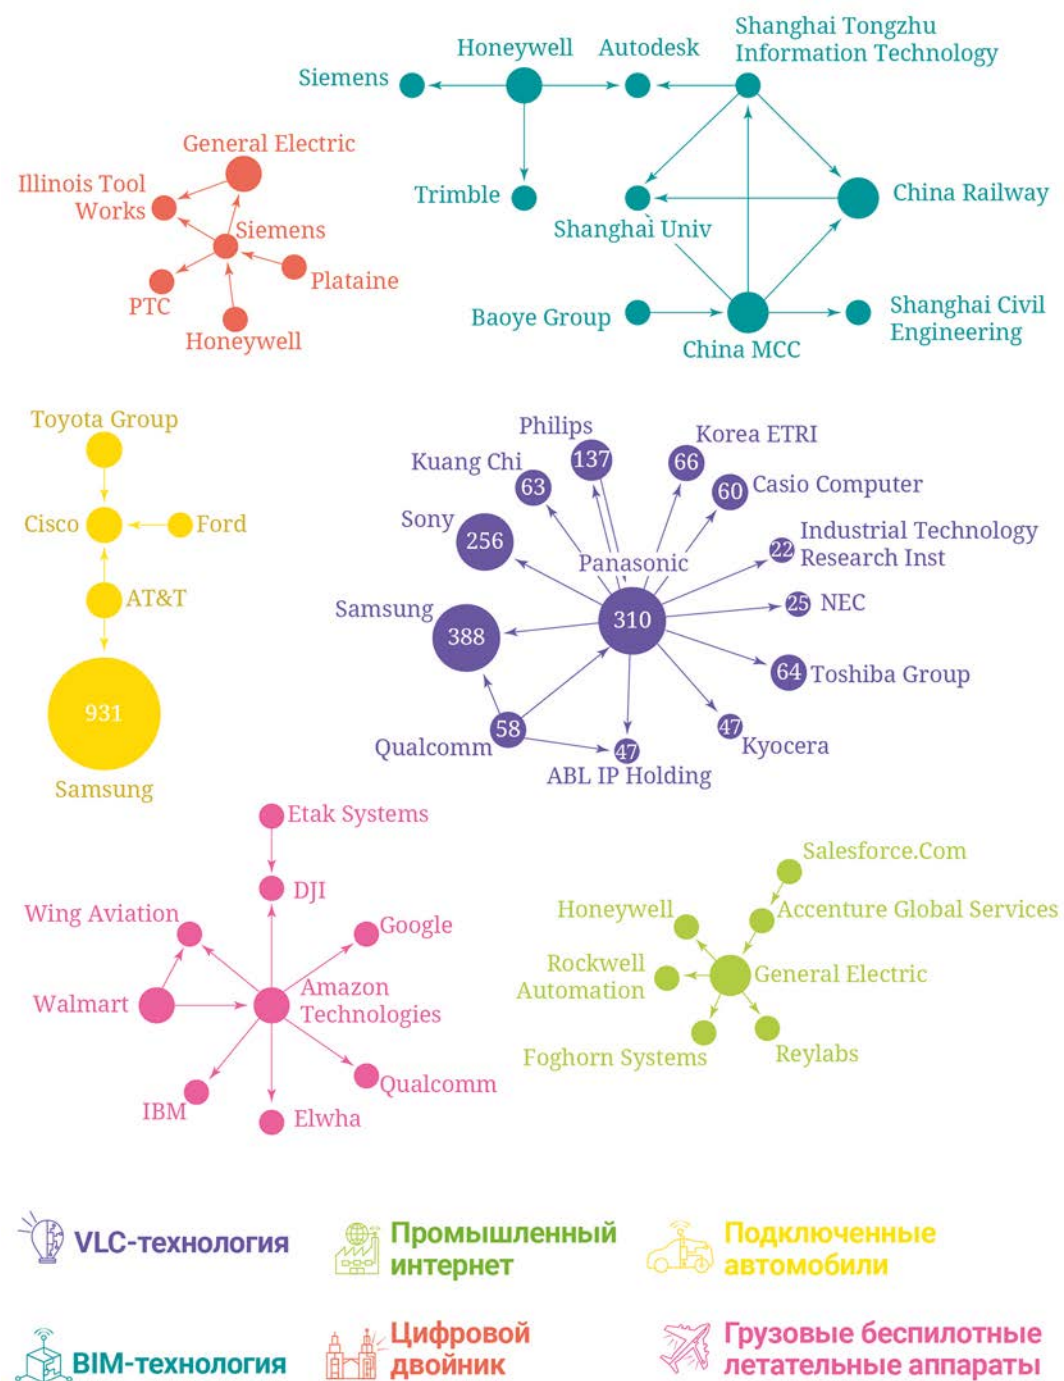 Shanghai Tongzhu
Information Technology
Honeywell
Autodesk
Siemens
General Electric
Illinois Tool
Works
Trimble
China Railway
Siemens
Shanghai Univ
Plataine
PTC
Baoye Group
Shanghai Civil
Engineering
Honeywell
China MCC
Toyota Group
Philips
Korea ETRI
137
66
Kuang Chi
63
60
Casio Computer
Cisco
Ford
Sony
256
Industrial Technology
22
Research Inst
Panasonic
AT&T
Samsung
310
25
NEC
388
64
Toshiba Group
931
58
47
Qualcomm
47
Kyocera
ABL IP Holding
Samsung
Etak Systems
Salesforce.Com
DJI
Wing Aviation
Google
Honeywell
Accenture Global Services
Rockwell
Automation
General Electric
Walmart
Amazon
Technologies
Foghorn Systems
Reylabs
Qualcomm
IBM
Elwha
VLC-технология
Промышленный
интернет
Подключенные
автомобили
BIM-технология
Цифровой
двойник
Грузовые беспилотные
летательные аппараты